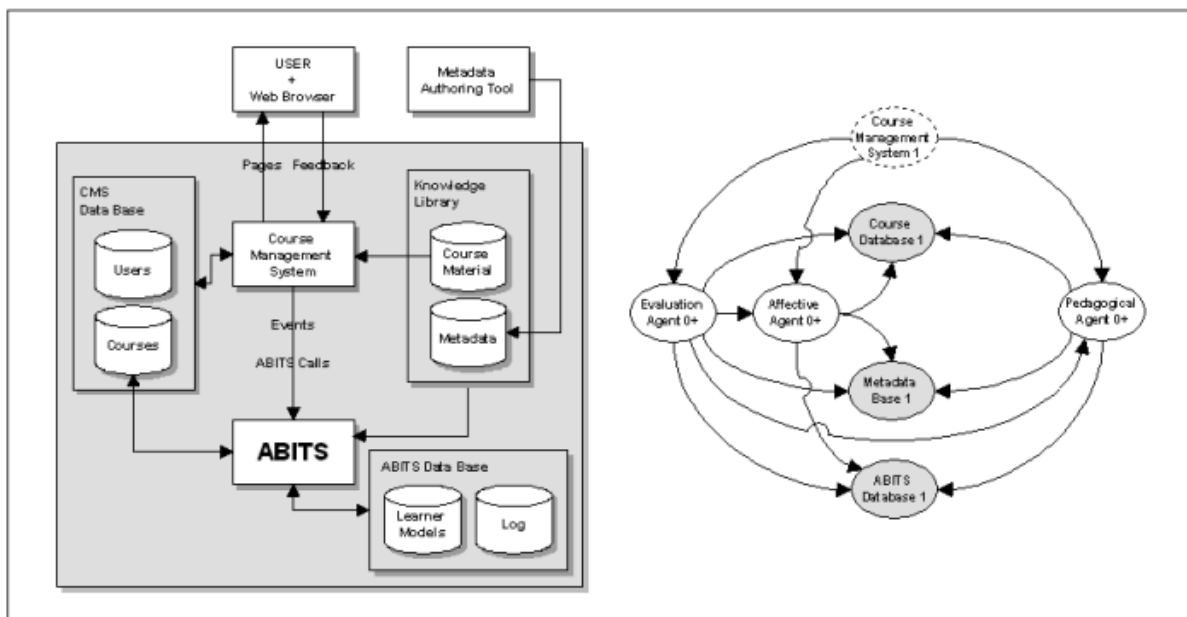 USER
+
Web Browser
Metadata
Authoring Tool
Pages
Feedback
CMS
Data Base
Users
Courses
Course
Management
System
Knowledge
Library
Course
Material
Metadata
Events
ABITS Calls
ABITS
ABITS Data Base
Learner
Models
Log
Course
Management
System 1
Course
Database 1
Evaluation
Agent 0+
Affective
Agent 0+
Pedagogical
Agent 0+
Metadata
Base 1
ABITS
Database 1